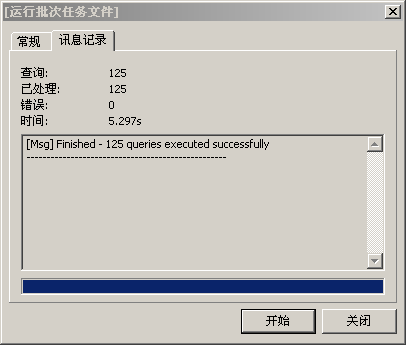 [运行批次任务文件]
常规 讯息记录
查询: 125
已处理: 125
错误: 0
时间: 5.297s
[Msg] Finished - 125 queries executed successfully
--------------------------------------------------
开始 关闭